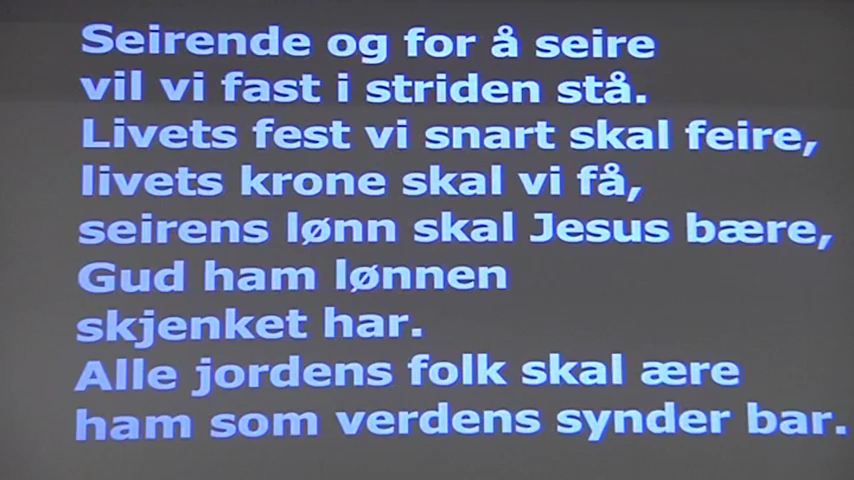 Seirende og for å seire
vil vi fast i striden stå.
Livets fest vi snart skal feire,
livets krone skal vi få,
seirens lønn skal Jesus bære,
Gud ham lønnen
skjenket har.
Alle jordens folk skal ære
ham som verdens synder bar.